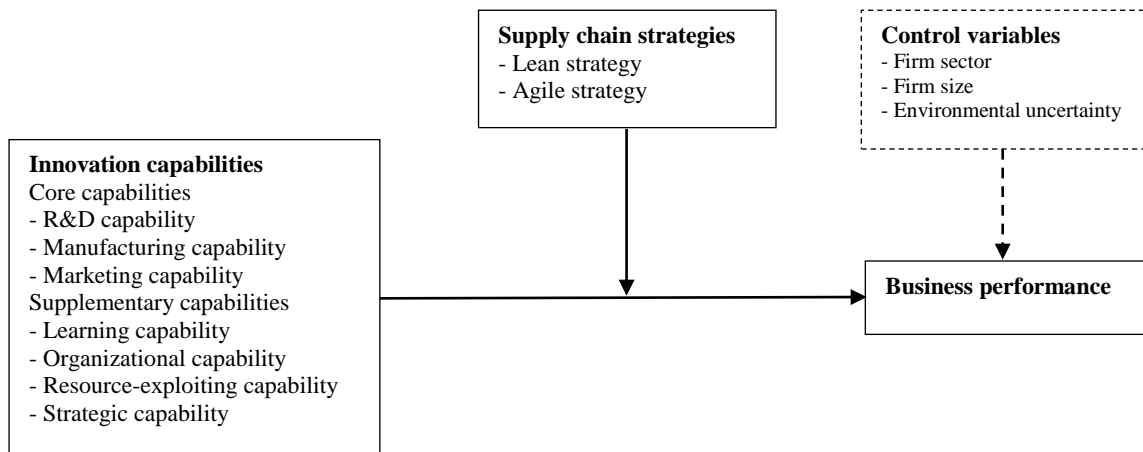 Supply chain strategies
- Lean strategy
- Agile strategy
Control variables
- Firm sector
- Firm size
- Environmental uncertainty
Innovation capabilities
Core capabilities
- R&D capability
- Manufacturing capability
- Marketing capability
Supplementary capabilities
- Learning capability
- Organizational capability
- Resource-exploiting capability
- Strategic capability
Business performance